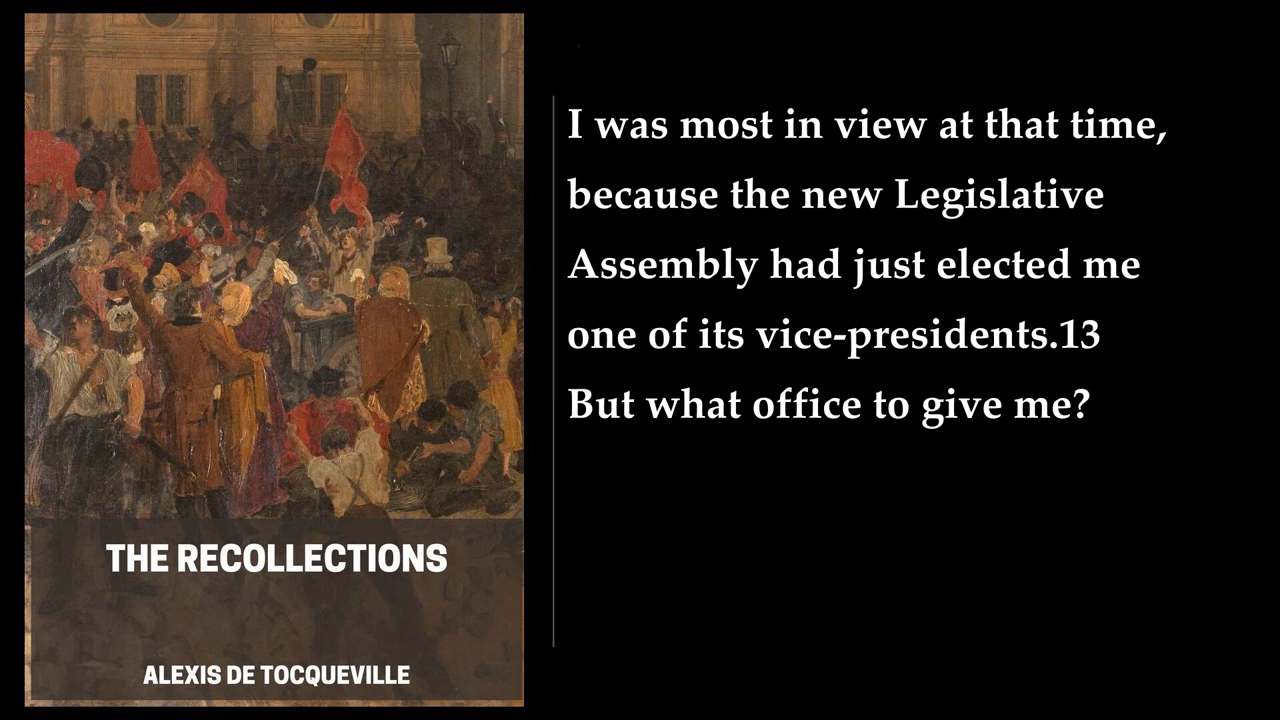 THE RECOLLECTIONS
ALEXIS DE TOCQUEVILLE
I was most in view at that time,
because the new Legislative
Assembly had just elected me
one of its vice-presidents.13
But what office to give me?